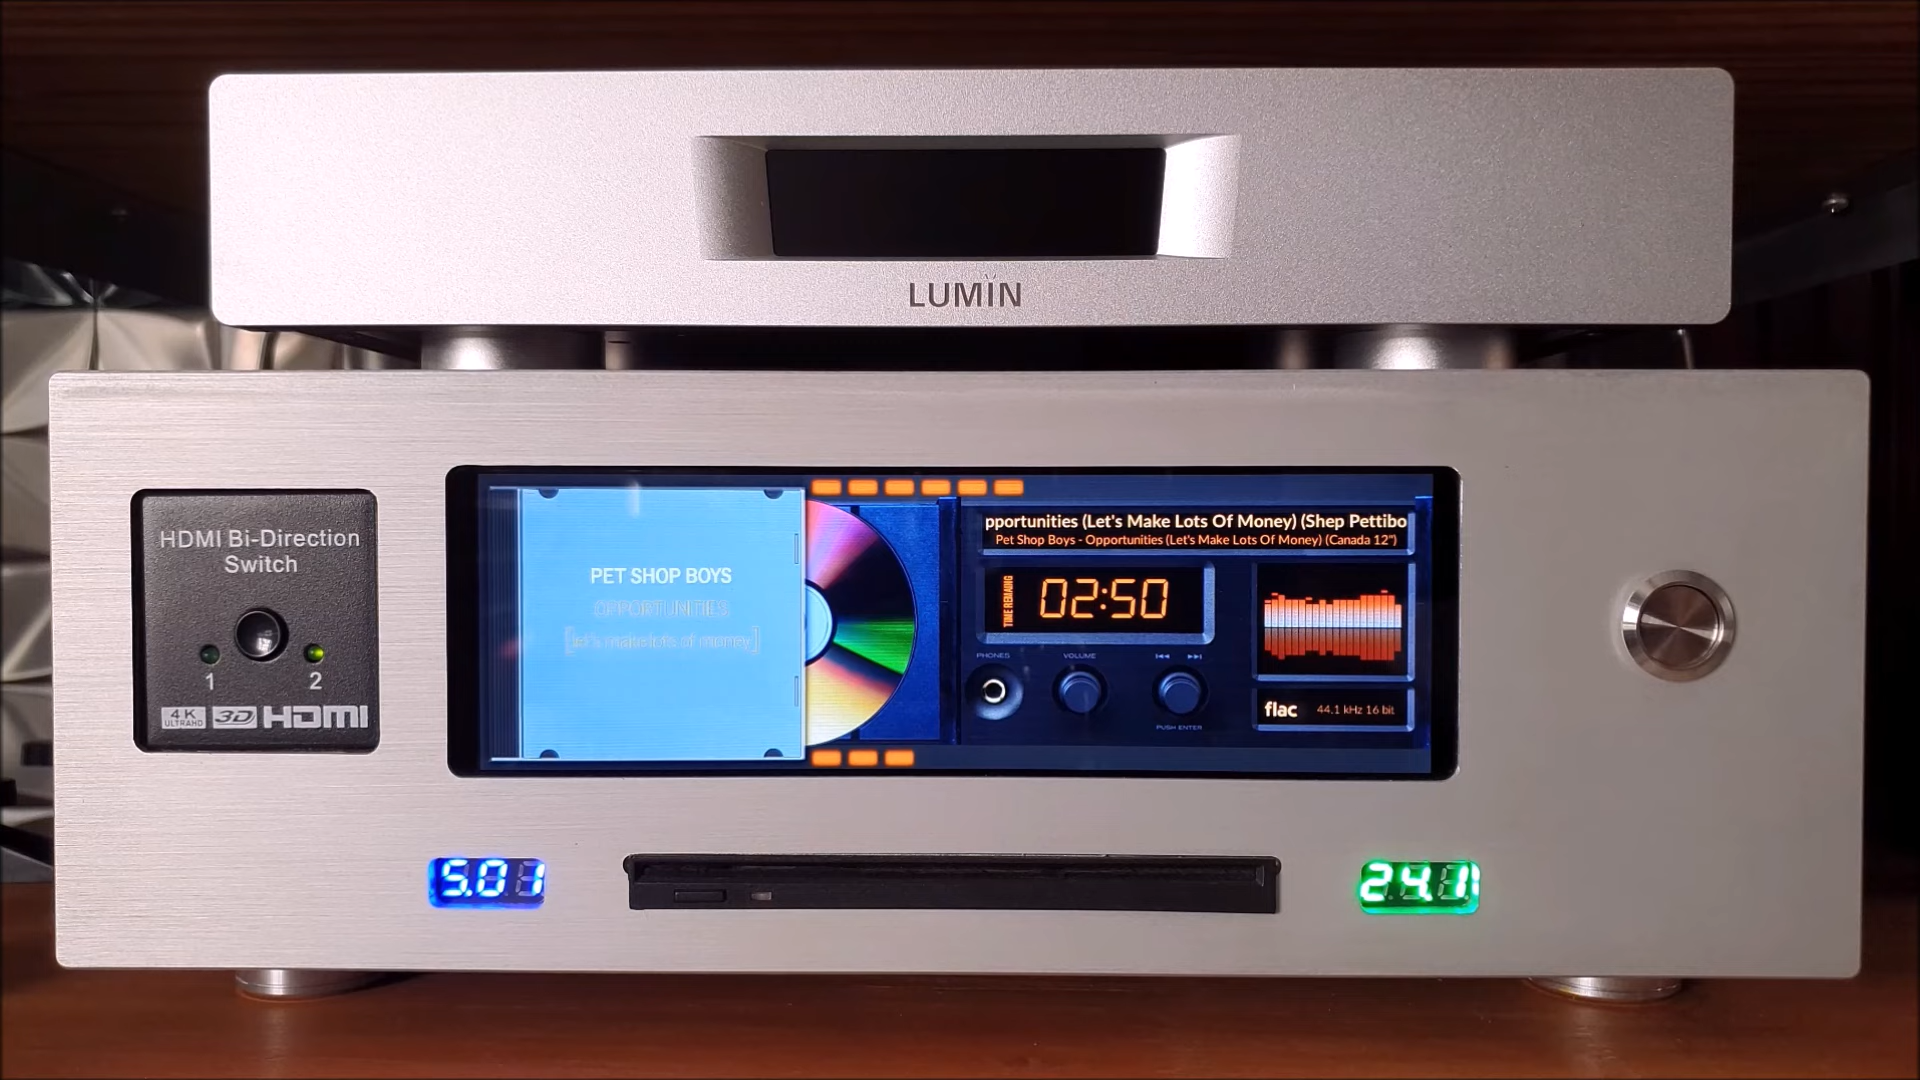 LUMIN
HDMI Bi-Direction
Switch
1
2
4K
ULTRAHD
3D
HDMI
PET SHOP BOYS
OPPORTUNITIES
[let's make lots of money]
pportunities (Let's Make Lots Of Money) (Shep Pettibo
Pet Shop Boys - Opportunities (Let's Make Lots Of Money) (Canada 12")
TIME REMAINING
02:50
PHONES
VOLUME
PUSH ENTER
flac
44.1 kHz 16 bit
5.01
24.1